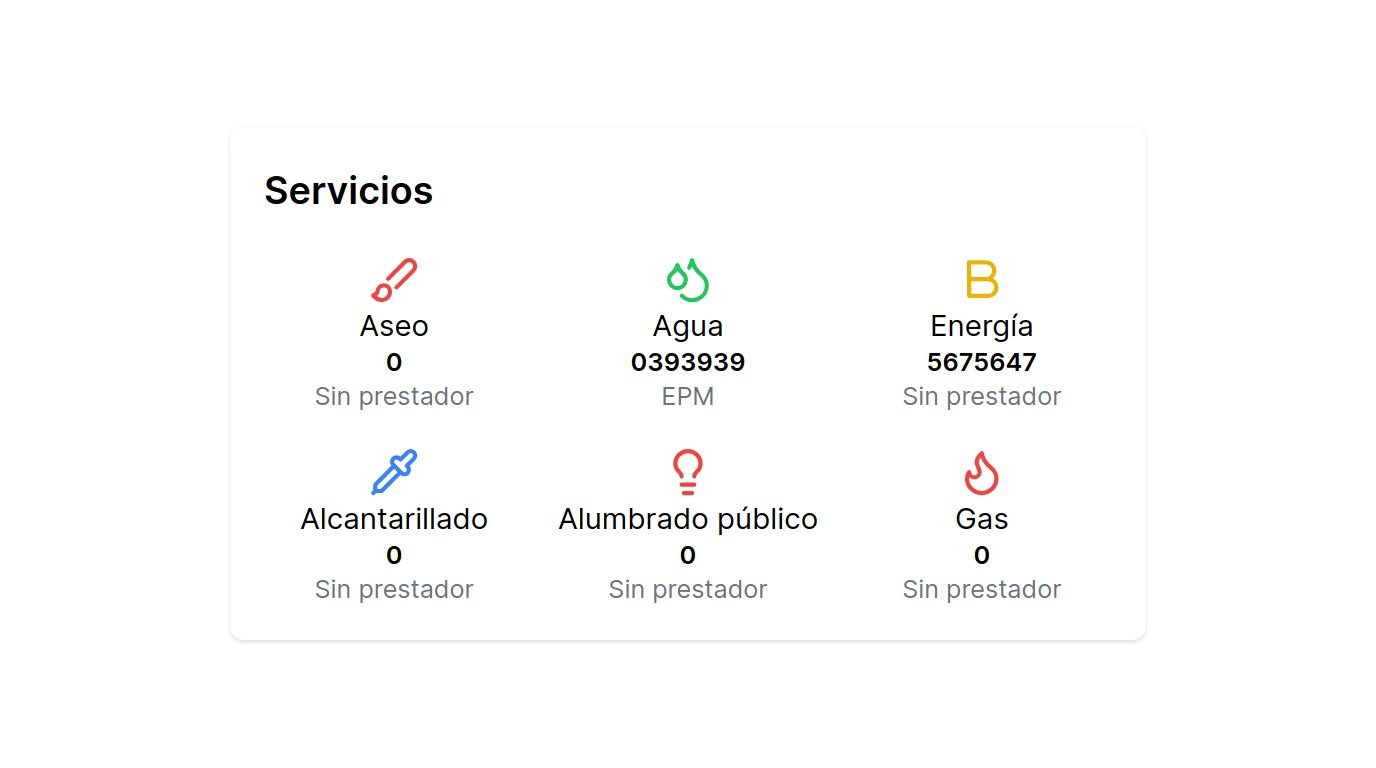 Servicios
Aseo
0
Sin prestador
Agua
0393939
EPM
Energía
5675647
Sin prestador
Alcantarillado
0
Sin prestador
Alumbrado público
0
Sin prestador
Gas
0
Sin prestador